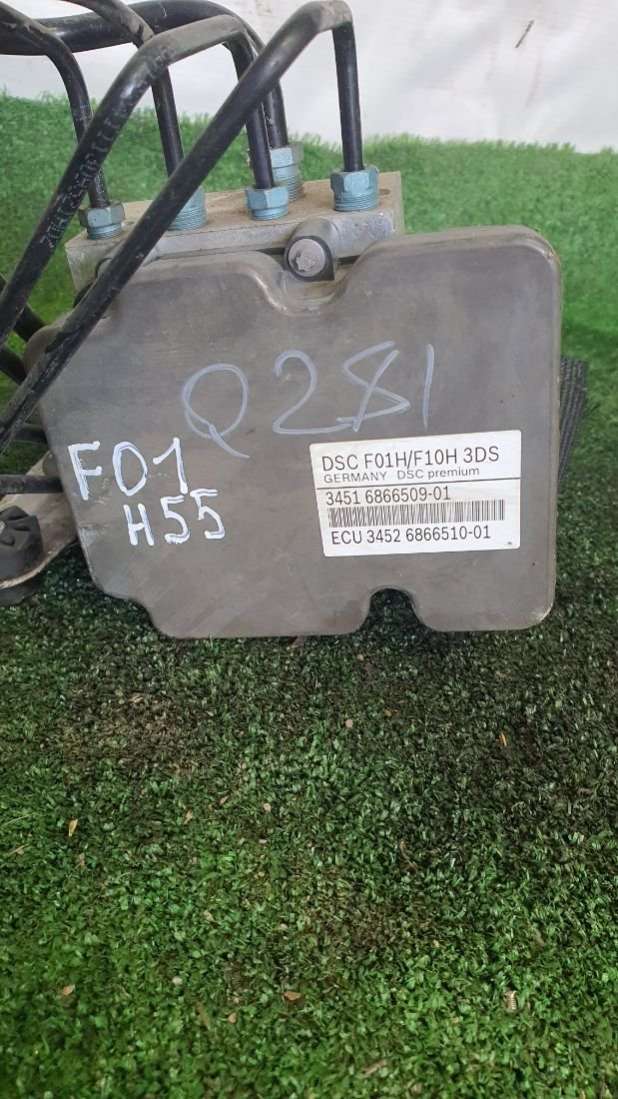 Q281
F01
H55
DSC F01H/F10H 3DS
GERMANY DSC premium
3451 6866509-01
ECU 3452 6866510-01